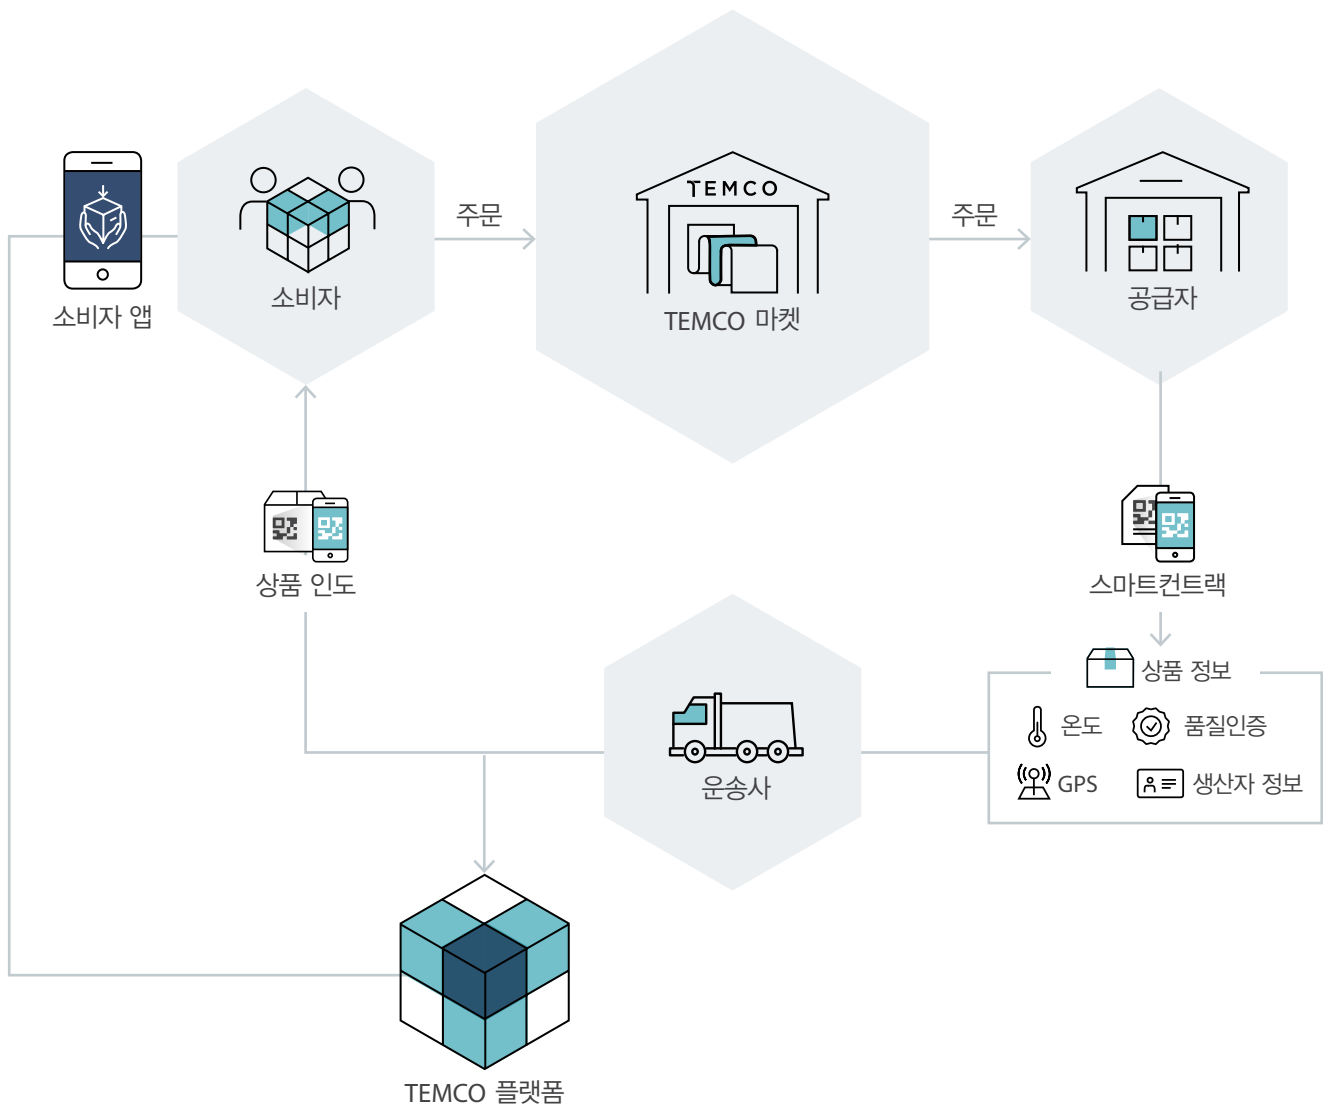 소비자 앱
소비자
주문
TEMCO
TEMCO 마켓
주문
공급자
상품 인도
스마트컨트랙
운송사
상품 정보
온도
품질인증
GPS
생산자 정보
TEMCO 플랫폼